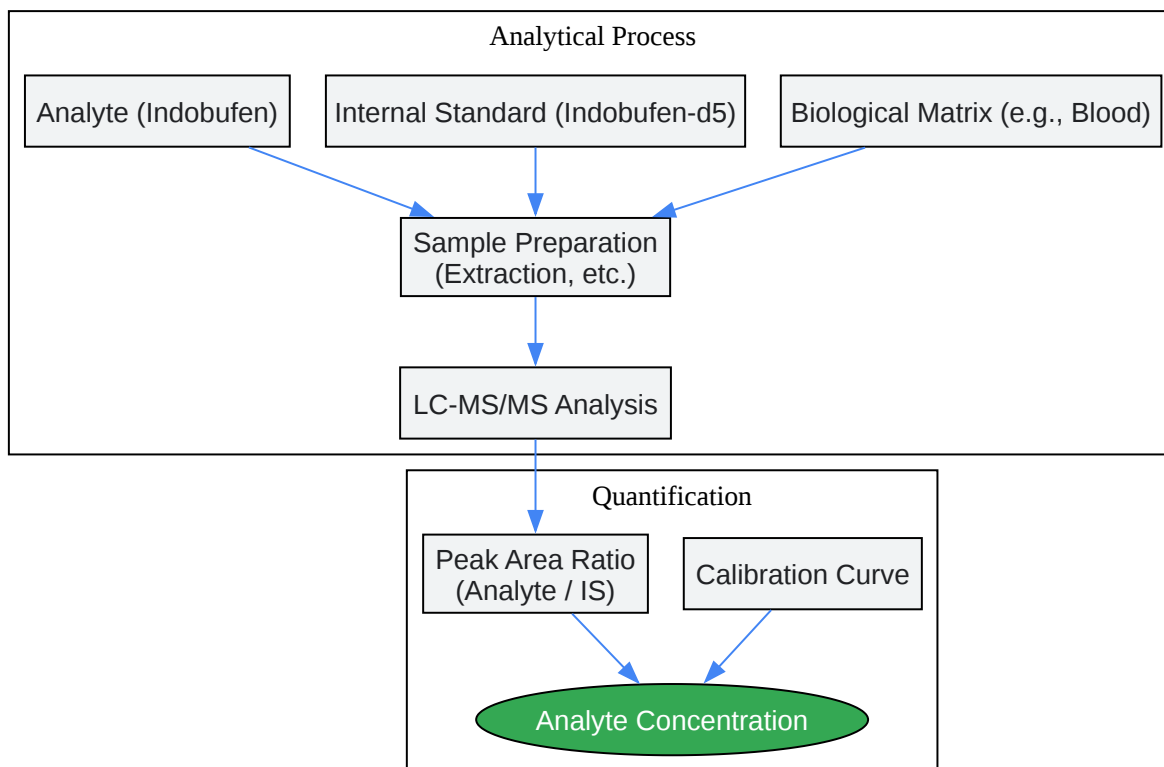 Analytical Process
Analyte (Indobufen)
Internal Standard (Indobufen-d5)
Biological Matrix (e.g., Blood)
Sample Preparation
(Extraction, etc.)
LC-MS/MS Analysis
Quantification
Peak Area Ratio
(Analyte / IS)
Calibration Curve
Analyte Concentration